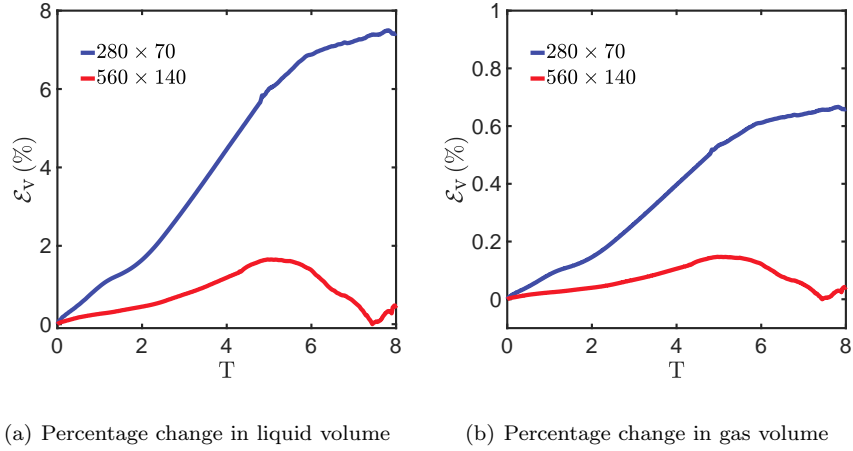 8
6
4
2
0
ℰV (%)
280 × 70
560 × 140
0 2 4 6 8
T
1
0.8
0.6
0.4
0.2
0
ℰV (%)
280 × 70
560 × 140
0 2 4 6 8
T
(a) Percentage change in liquid volume
(b) Percentage change in gas volume